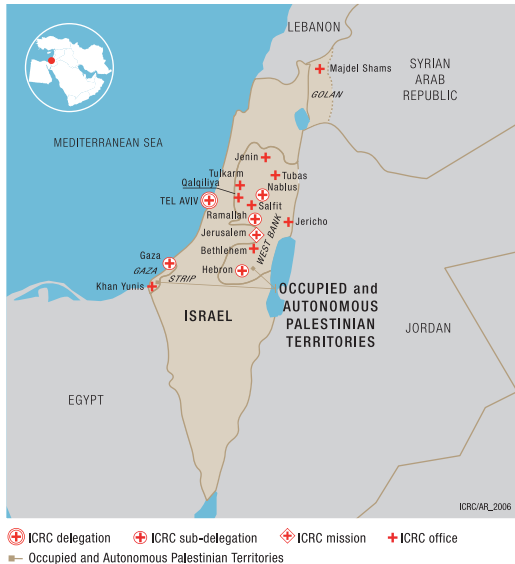 LEBANON
Majdel Shams
SYRIAN
ARAB
REPUBLIC
GOLAN
MEDITERRANEAN SEA
Jenin
Tulkarm
Tubas
Qalqiliya
Nablus
TEL AVIV
Salfit
Ramallah
Jericho
Jerusalem
WEST BANK
Bethlehem
Gaza
GAZA
STRIP
Hebron
Khan Yunis
OCCUPIED and
AUTONOMOUS
PALESTINIAN
TERRITORIES
ISRAEL
JORDAN
EGYPT
ICRC/AR_2006
ICRC delegation
ICRC sub-delegation
ICRC mission
ICRC office
Occupied and Autonomous Palestinian Territories